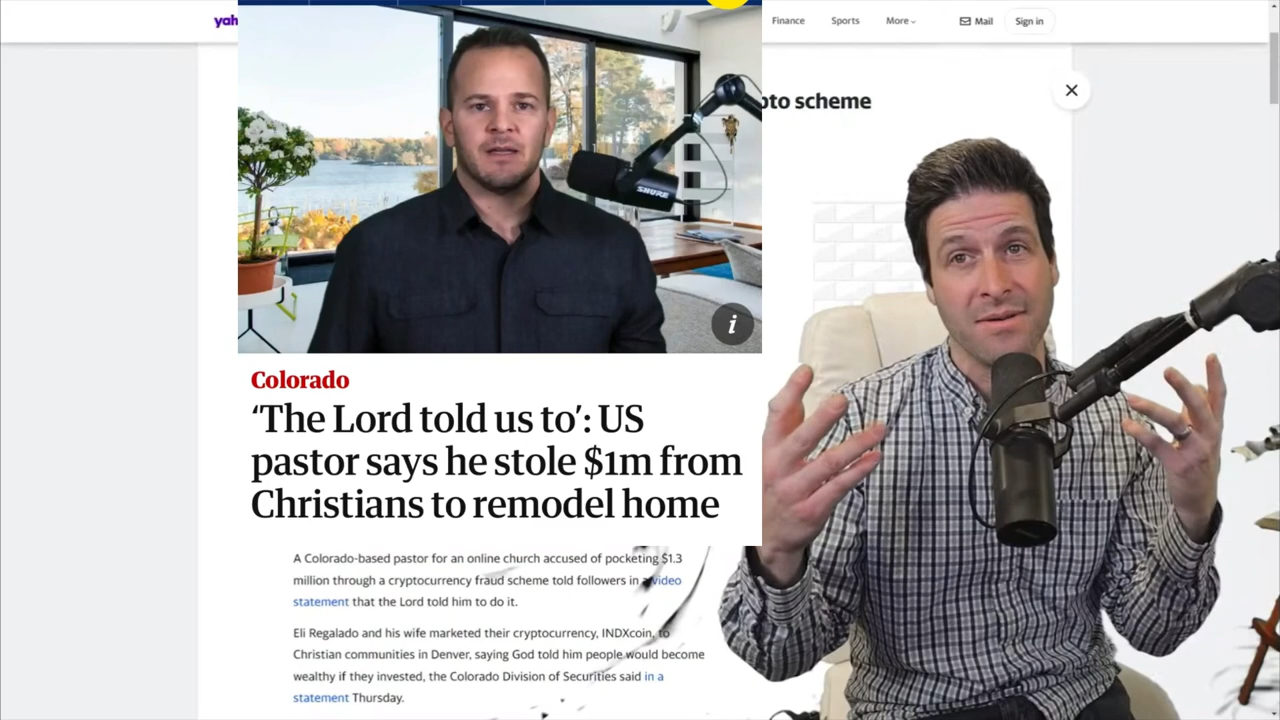 yah
Finance Sports More Mail Sign in
oto scheme
SHURE
i
Colorado
‘The Lord told us to’: US
pastor says he stole $1m from
Christians to remodel home
A Colorado-based pastor for an online church accused of pocketing $1.3
million through a cryptocurrency fraud scheme told followers in a video
statement that the Lord told him to do it.
Eli Regalado and his wife marketed their cryptocurrency, INDXcoin, to
Christian communities in Denver, saying God told him people would become
wealthy if they invested, the Colorado Division of Securities said in a
statement Thursday.